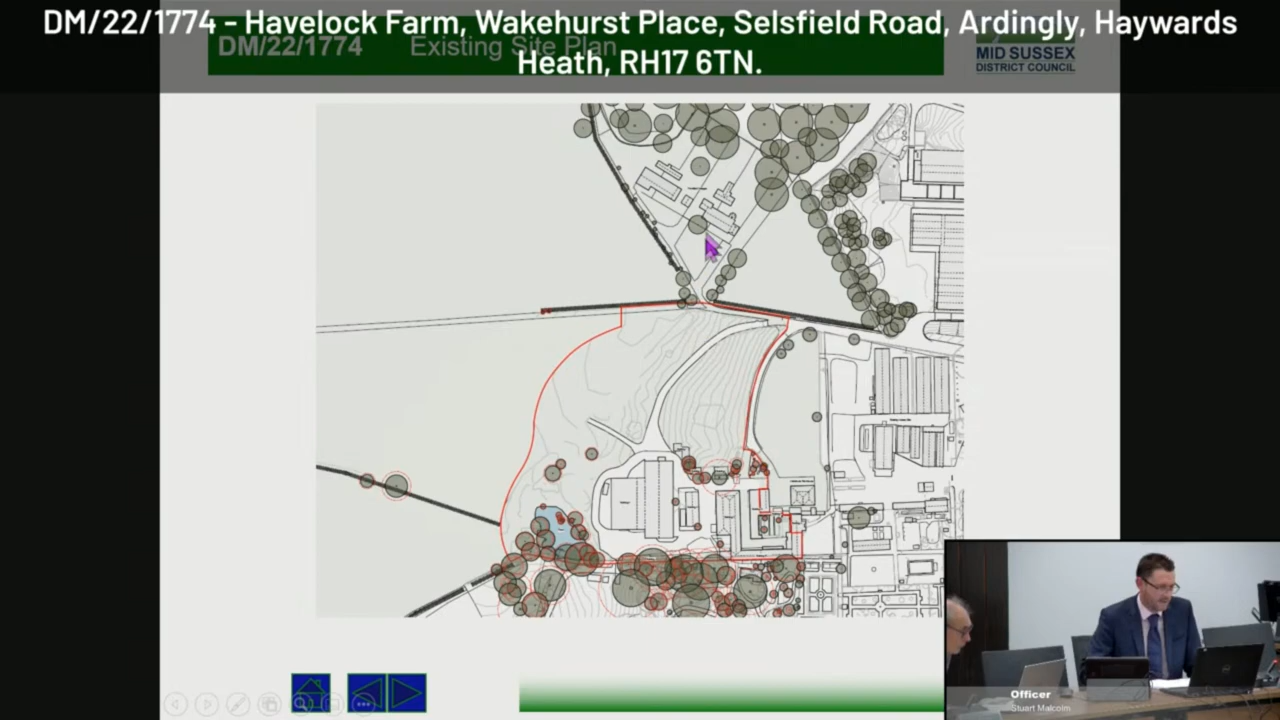 DM/22/1774 - Havelock Farm, Wakehurst Place, Selsfield Road, Ardingly, Haywards
Heath, RH17 6TN.
DM/22/1774 Existing Site Plan
MID SUSSEX
DISTRICT COUNCIL
Officer
Stuart Malcolm